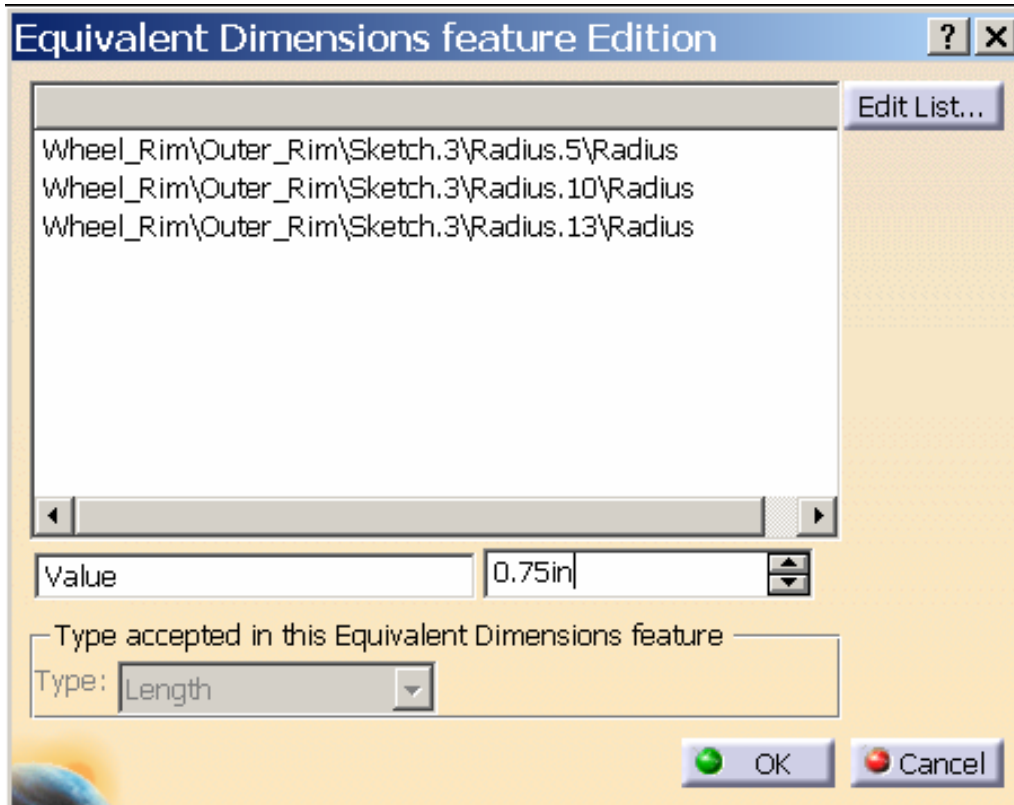 Equivalent Dimensions feature Edition
Edit List...
Wheel_Rim\Outer_Rim\Sketch.3\Radius.5\Radius
Wheel_Rim\Outer_Rim\Sketch.3\Radius.10\Radius
Wheel_Rim\Outer_Rim\Sketch.3\Radius.13\Radius
Value 0.75in
Type accepted in this Equivalent Dimensions feature
Type: Length
OK Cancel